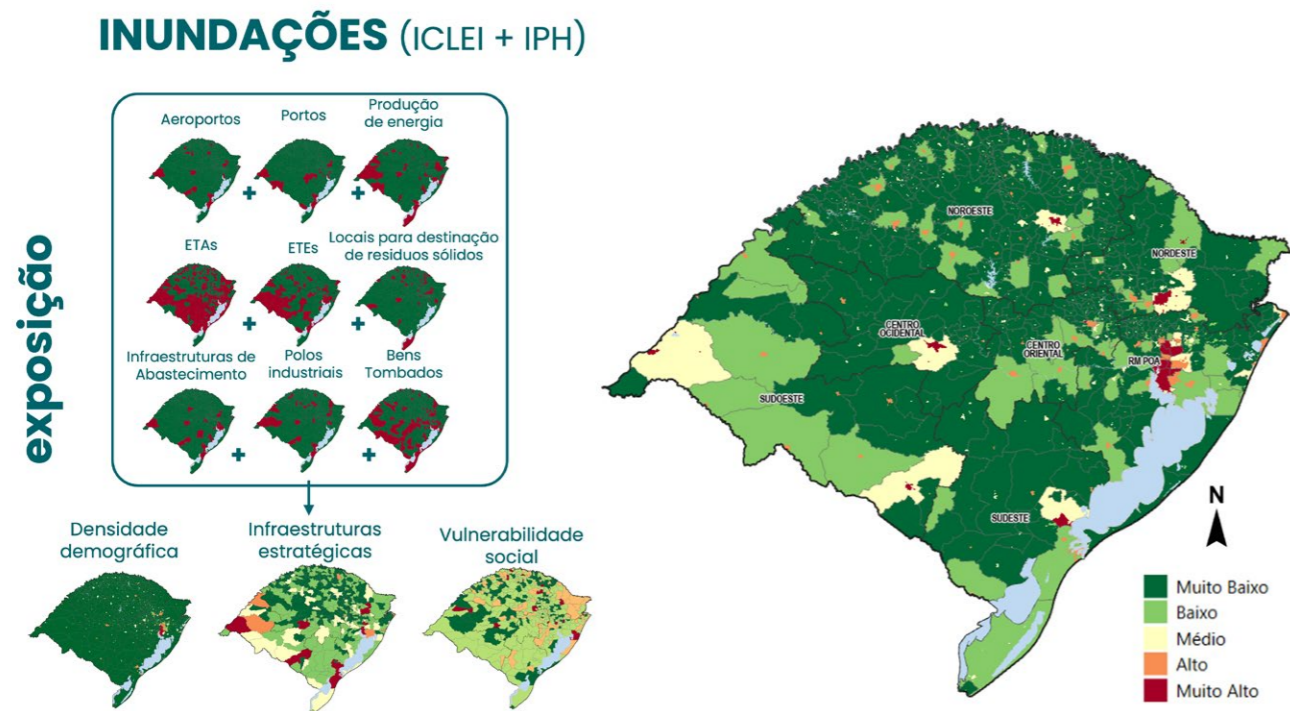 INUNDAÇÕES (ICLEI + IPH)
exposição
Aeroportos
Portos
Produção
de energia
+
+
ETAs
ETEs
Locais para destinação
de residuos sólidos
+
+
Infraestruturas de
Abastecimento
Polos
industriais
Bens
Tombados
+
+
Densidade
demográfica
Infraestruturas
estratégicas
Vulnerabilidade
social
NOROESTE
NORDESTE
CENTRO
OCIDENTAL
CENTRO
ORIENTAL
RM POA
SUDOESTE
SUDESTE
N
Muito Baixo
Baixo
Médio
Alto
Muito Alto